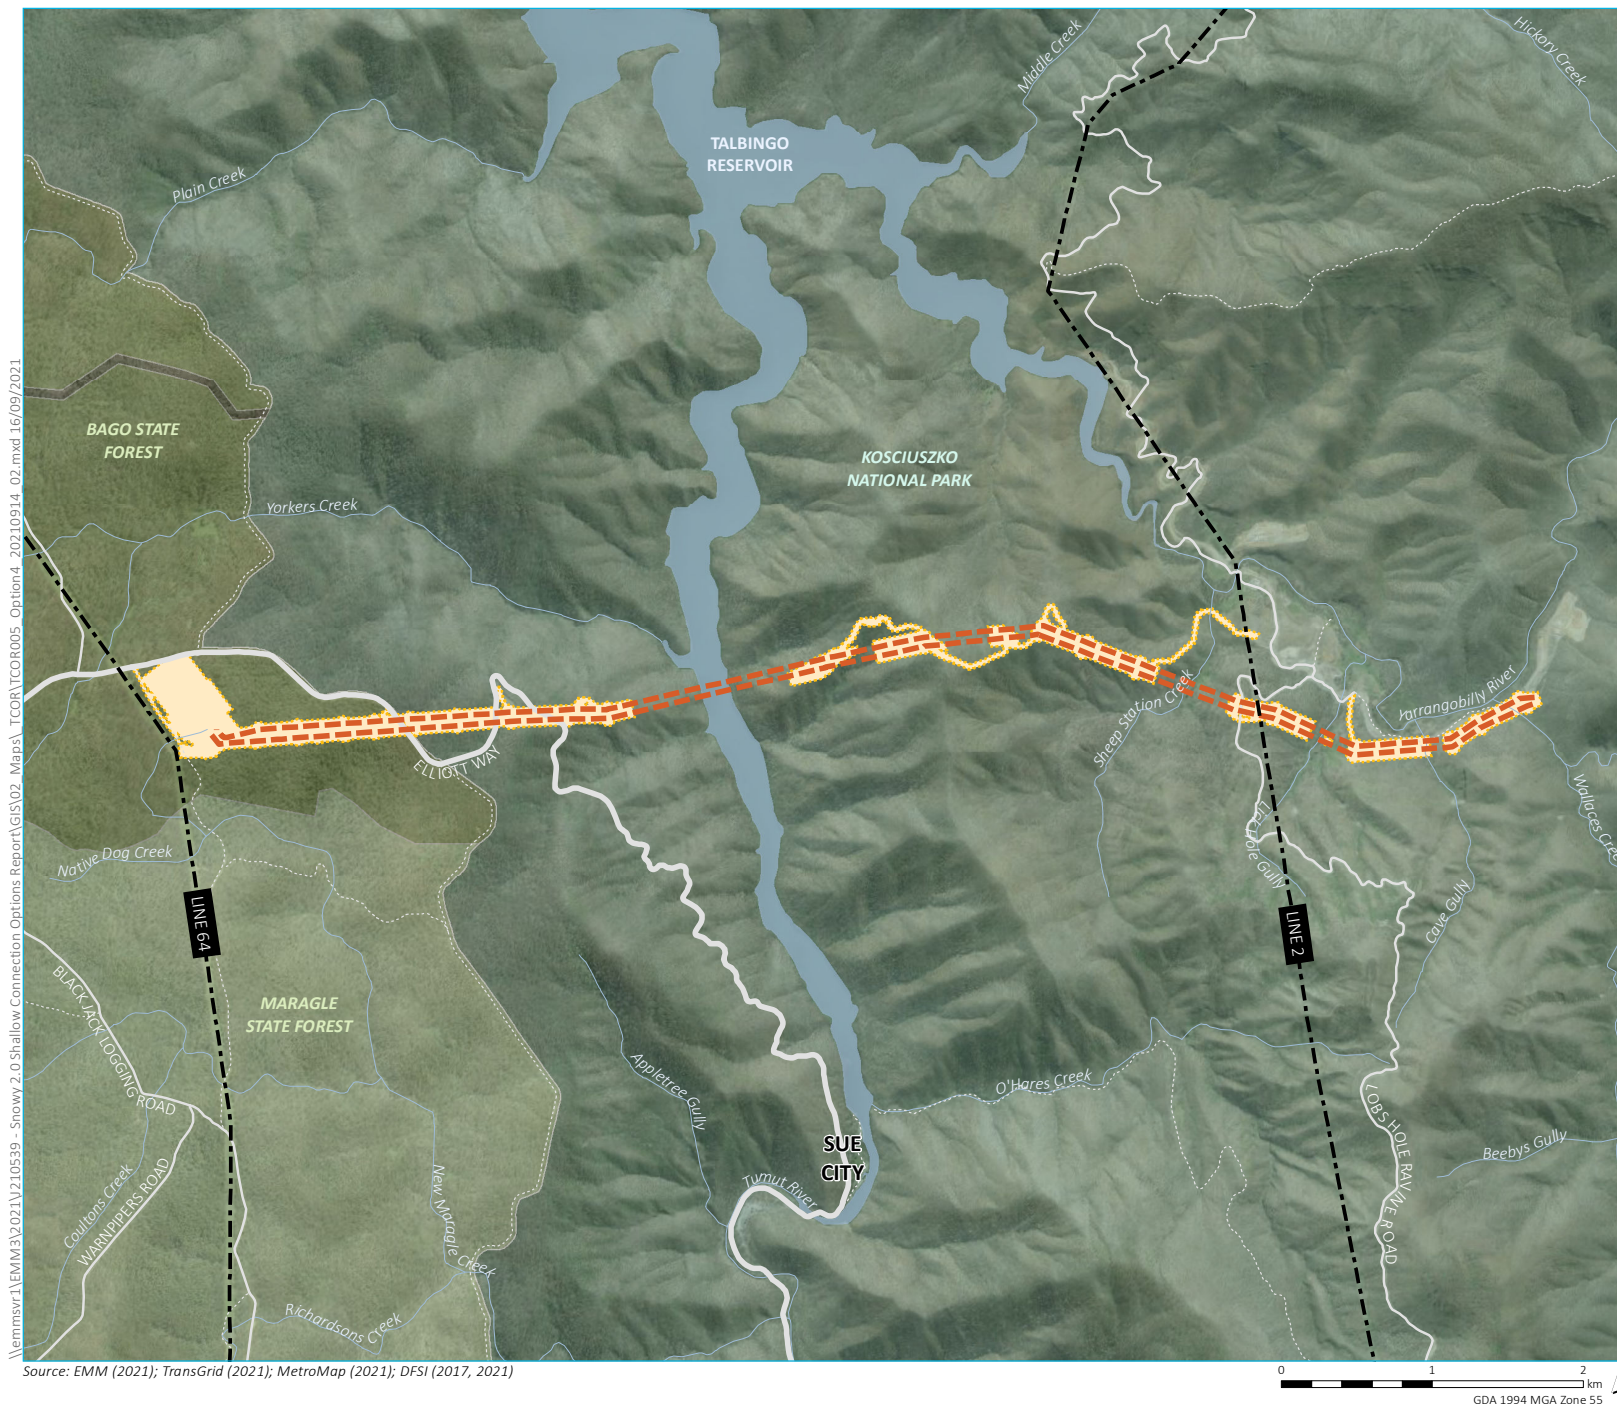 Hickory Creek
Middle Creek
TALBINGO
RESERVOIR
Plain Creek
BAGO STATE
FOREST
KOSCIUSZKO
NATIONAL PARK
Yorkers Creek
Sheep Station Creek
Yarrangobilly River
ELLIOTT WAY
Wallaces Cree
Lick Hole Gully
Native Dog Creek
LINE 64
LINE 2
Cave Gully
BLACK JACK LOGGING ROAD
MARAGLE
STATE FOREST
Appletree Gully
O'Hares Creek
LOBS HOLE RAVINE ROAD
SUE
CITY
Beebys Gully
Tumut River
Coultons Creek
WARNPIPERS ROAD
New Maragle Creek
Richardsons Creek
\\emmsvr1\EMM3\2021\J210539 - Snowy 2.0 Shallow Connection Options Report\GIS\02_Maps\_TCOR\TCOR005_Option4_20210914_02.mxd 16/09/2021
Source: EMM (2021); TransGrid (2021); MetroMap (2021); DFSI (2017, 2021)
0 1 2
km
GDA 1994 MGA Zone 55